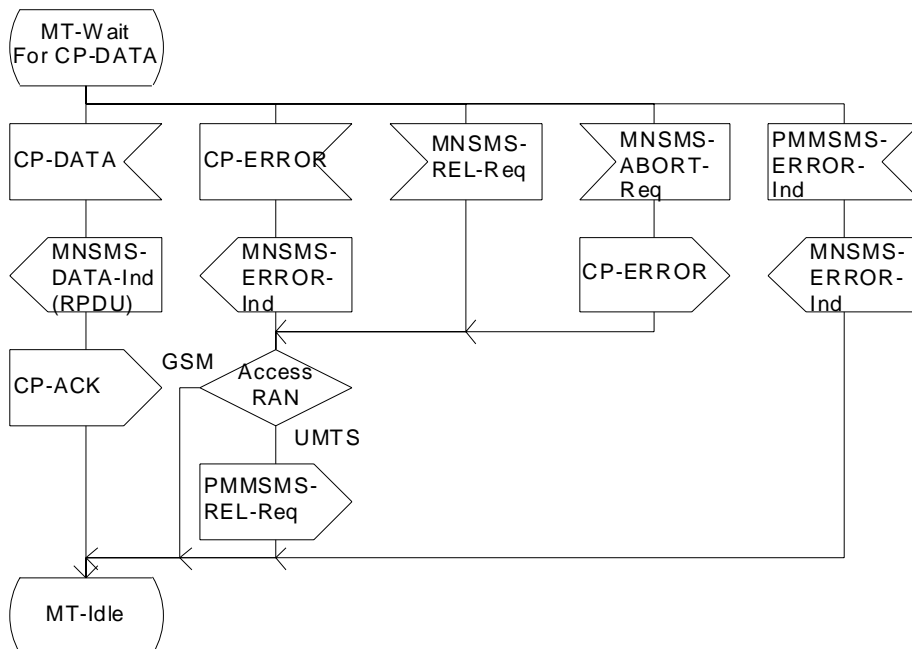 MT-Wait
For CP-DATA
CP-DATA
CP-ERROR
MNSMS-
REL-Req
MNSMS-
ABORT-
Req
PMMSMS-
ERROR-
Ind
MNSMS-
DATA-Ind
(RPDU)
MNSMS-
ERROR-
Ind
CP-ERROR
MNSMS-
ERROR-
Ind
CP-ACK
GSM
Access
RAN
UMTS
PMMSMS-
REL-Req
MT-Idle